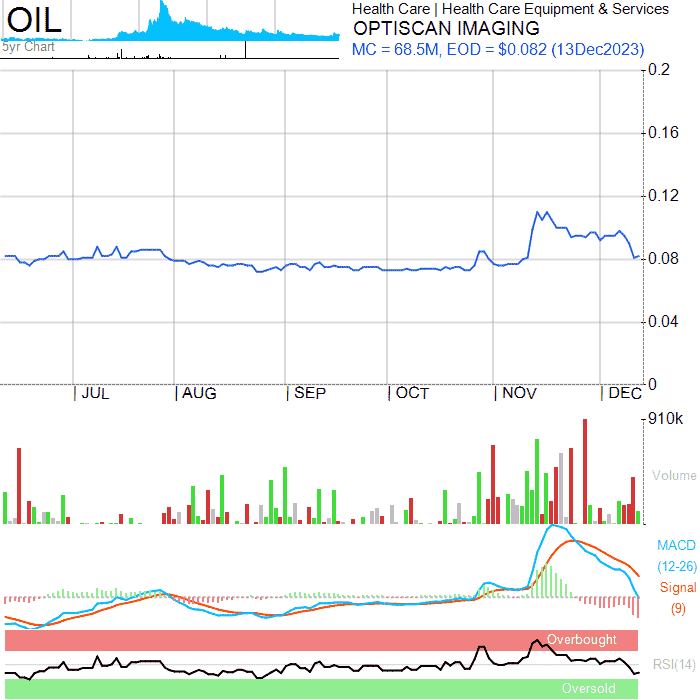 OIL
5yr Chart
Health Care | Health Care Equipment & Services
OPTISCAN IMAGING
MC = 68.5M, EOD = $0.082 (13Dec2023)
0.2
0.16
0.12
0.08
0.04
0
| JUL | AUG | SEP | OCT | NOV | DEC
910k
Volume
MACD
(12-26)
Signal
(9)
Overbought
RSI(14)
Oversold